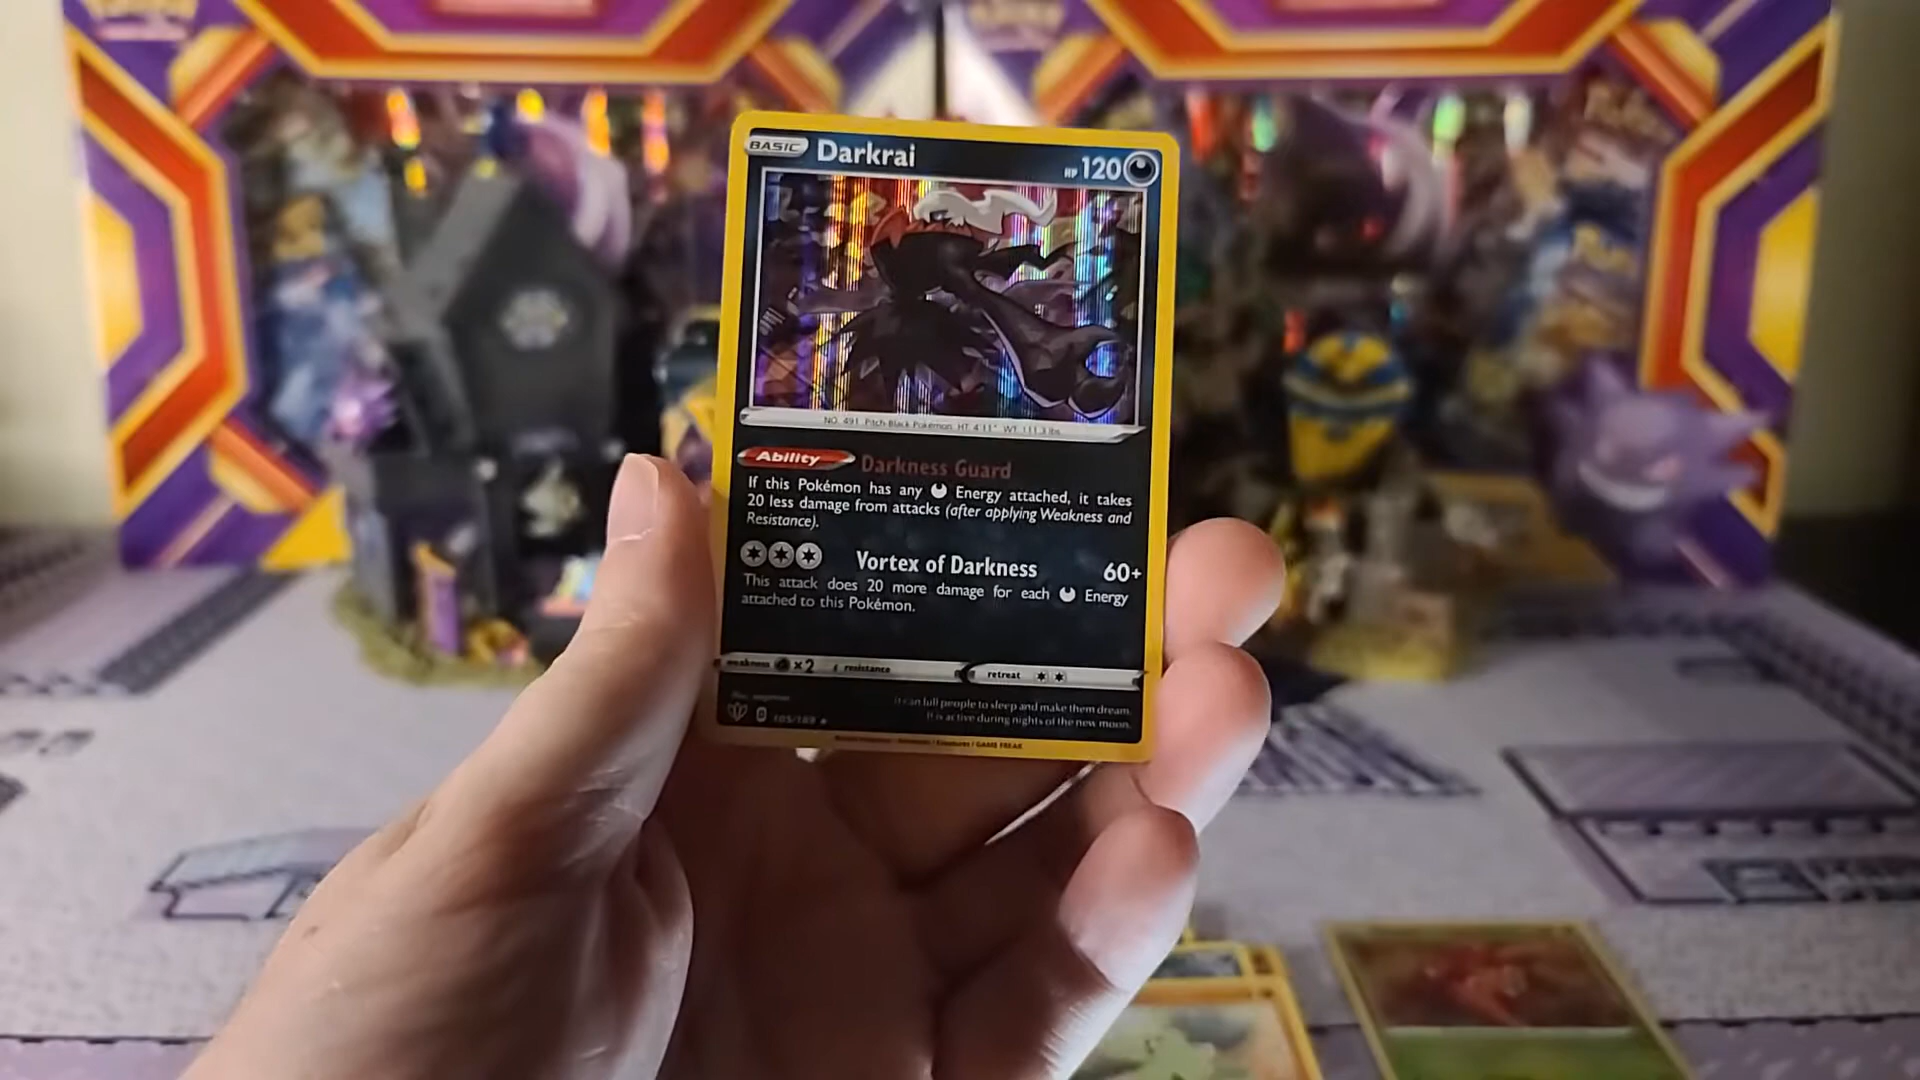 BASIC Darkrai HP 120
NO. 491 Pitch-Black Pokémon HT: 4'11" WT: 111.3 lbs.
Ability Darkness Guard
If this Pokémon has any Energy attached, it takes
20 less damage from attacks (after applying Weakness and
Resistance).
Vortex of Darkness 60+
This attack does 20 more damage for each Energy
attached to this Pokémon.
weakness ×2 resistance retreat
It can lull people to sleep and make them dream.
It is active during nights of the new moon.
105/189
GAME FREAK